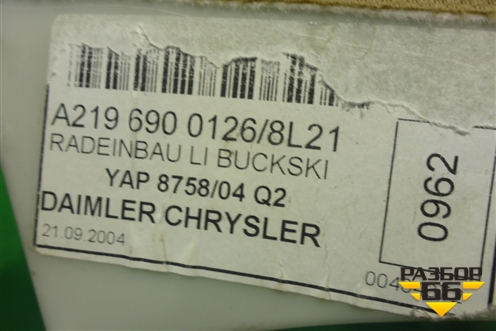 A219 690 0126/8L21
RADEINBAU LI BUCKSKI
YAP 8758/04 Q2
DAIMLER CHRYSLER
21.09.2004
0962
РАЗБОР
66